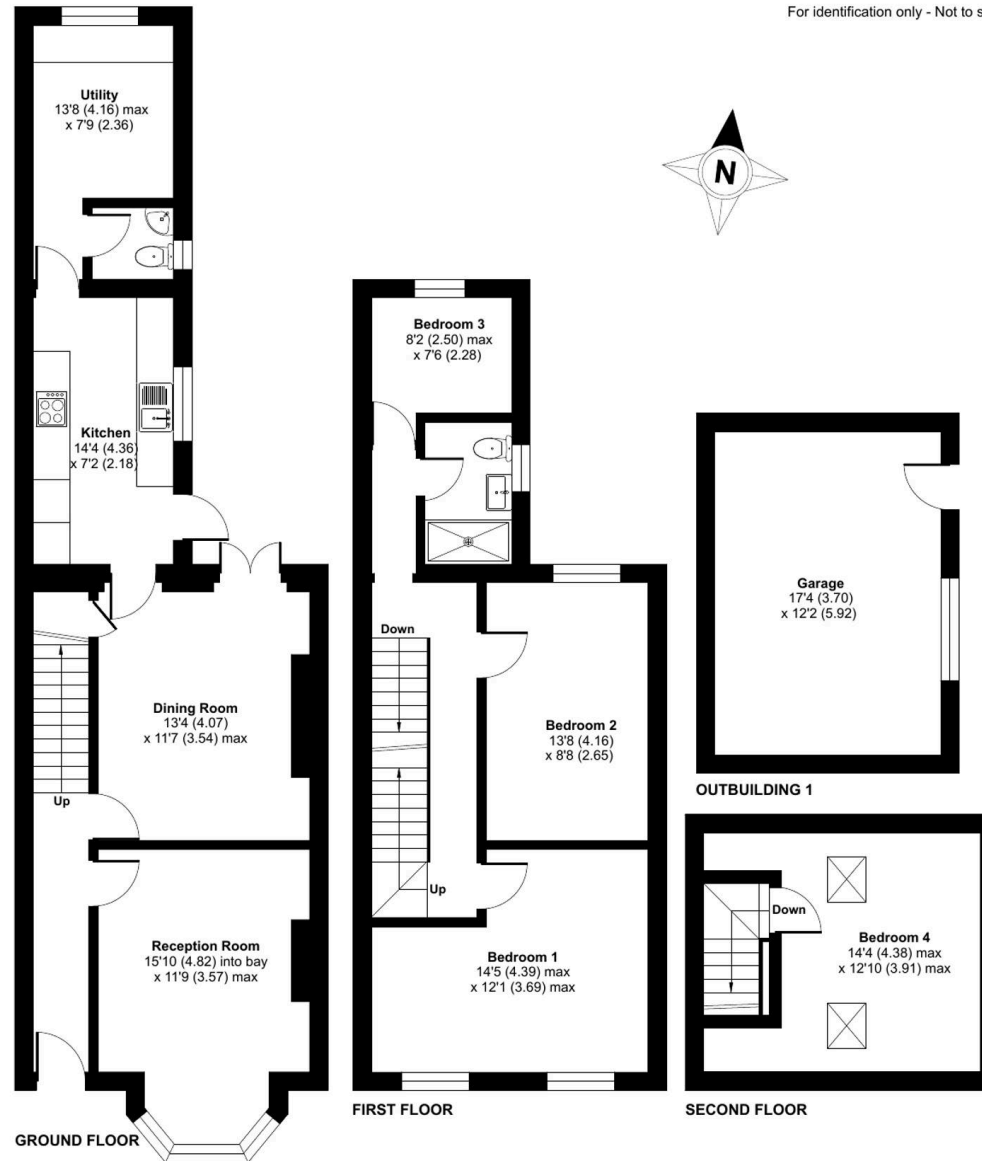 For identification only - Not to s
Utility
13'8 (4.16) max
x 7'9 (2.36)
N
Kitchen
14'4 (4.36)
x 7'2 (2.18)
Bedroom 3
8'2 (2.50) max
x 7'6 (2.28)
Garage
17'4 (3.70)
x 12'2 (5.92)
Down
Dining Room
13'4 (4.07)
x 11'7 (3.54) max
Bedroom 2
13'8 (4.16)
x 8'8 (2.65)
Up
OUTBUILDING 1
Up
Down
Reception Room
15'10 (4.82) into bay
x 11'9 (3.57) max
Bedroom 1
14'5 (4.39) max
x 12'1 (3.69) max
Bedroom 4
14'4 (4.38) max
x 12'10 (3.91) max
GROUND FLOOR
FIRST FLOOR
SECOND FLOOR